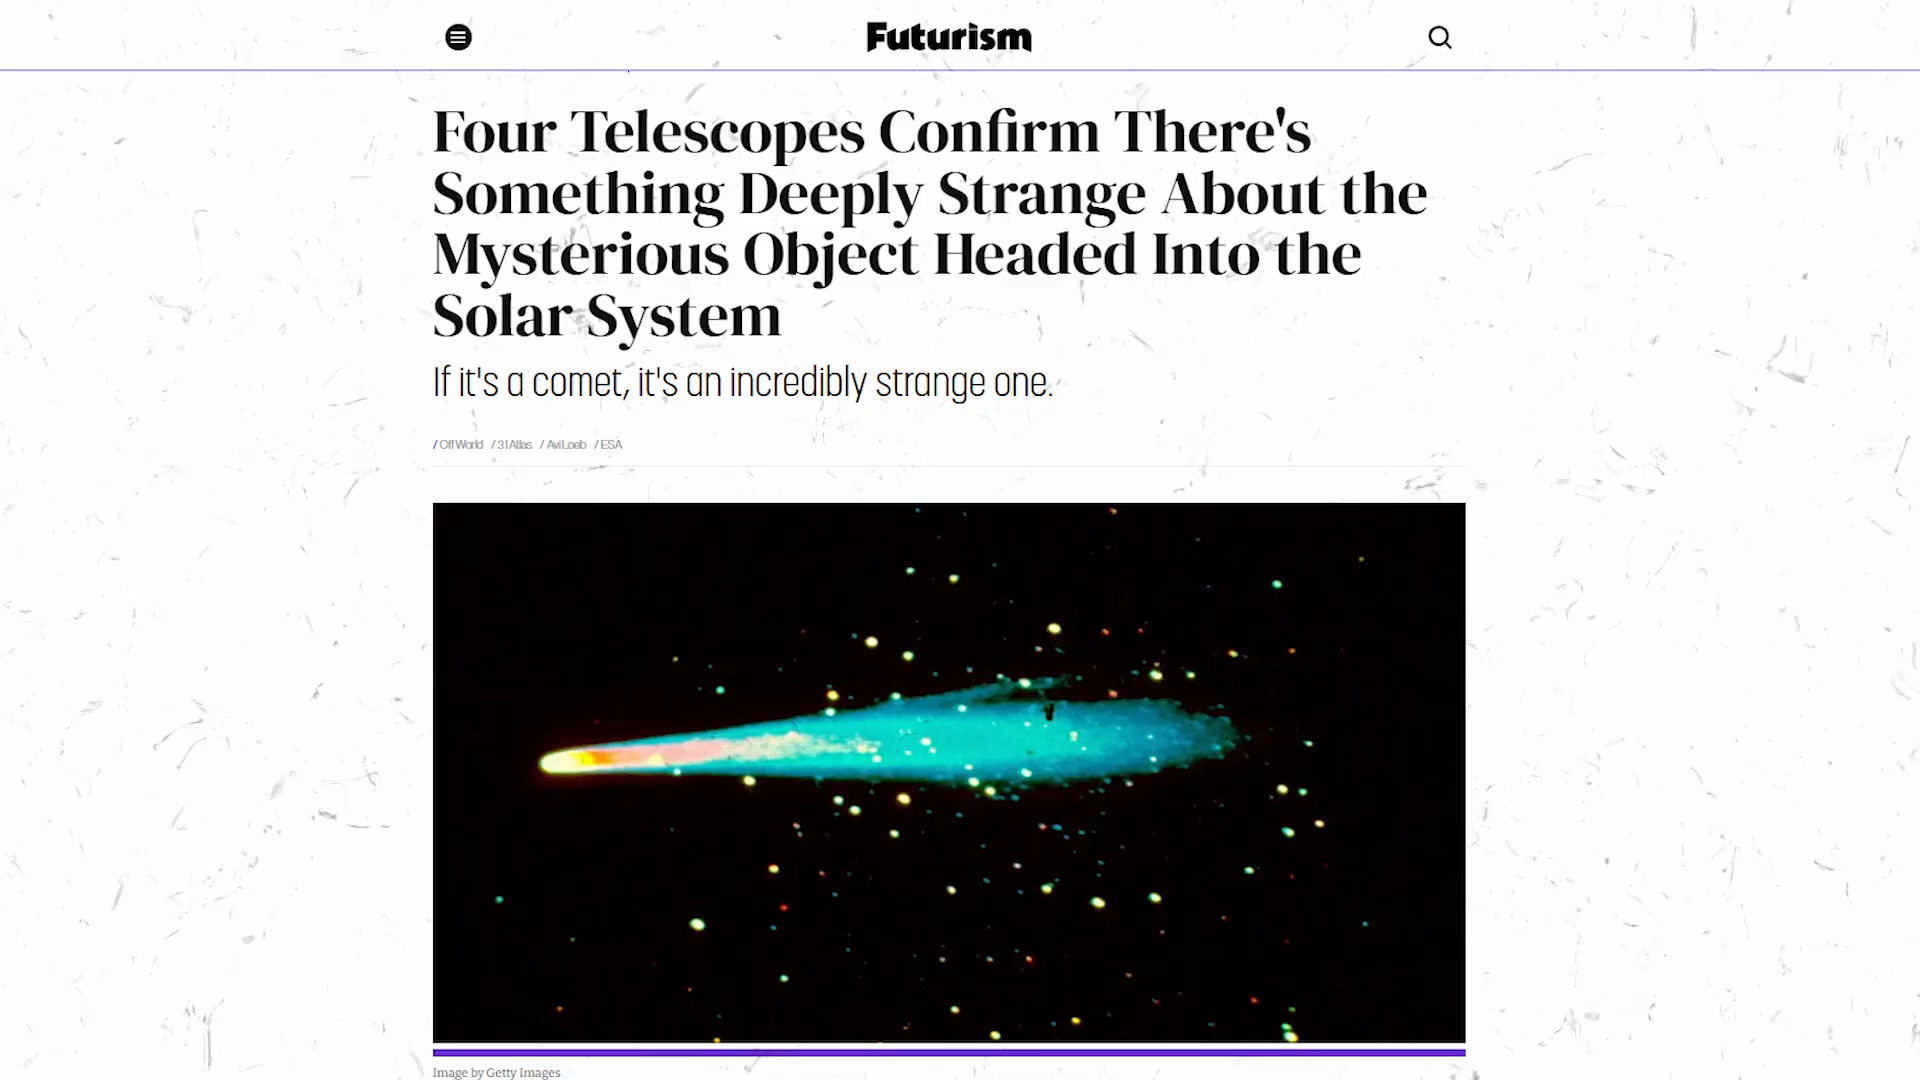 Futurism
Four Telescopes Confirm There's
Something Deeply Strange About the
Mysterious Object Headed Into the
Solar System
If it's a comet, it's an incredibly strange one.
/ Off World / 3I Atlas / Avi Loeb / ESA
Image by Getty Images